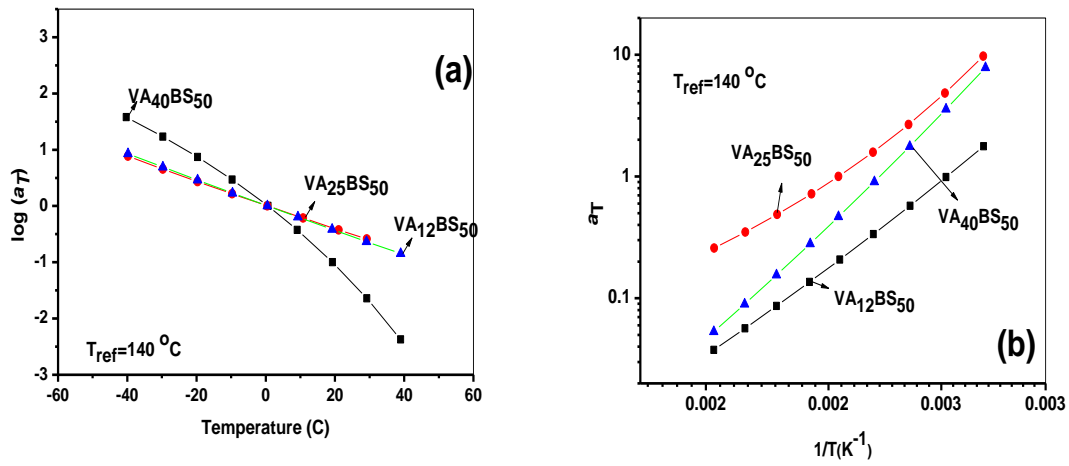 3
2
1
0
-1
-2
-3
-60
-40
-20
0
20
40
60
log (aT)
Temperature (C)
(a)
VA40BS50
VA25BS50
VA12BS50
Tref=140 oC
10
1
0.1
0.002
0.002
0.003
0.003
aT
1/T(K-1)
Tref=140 oC
VA25BS50
VA40BS50
VA12BS50
(b)